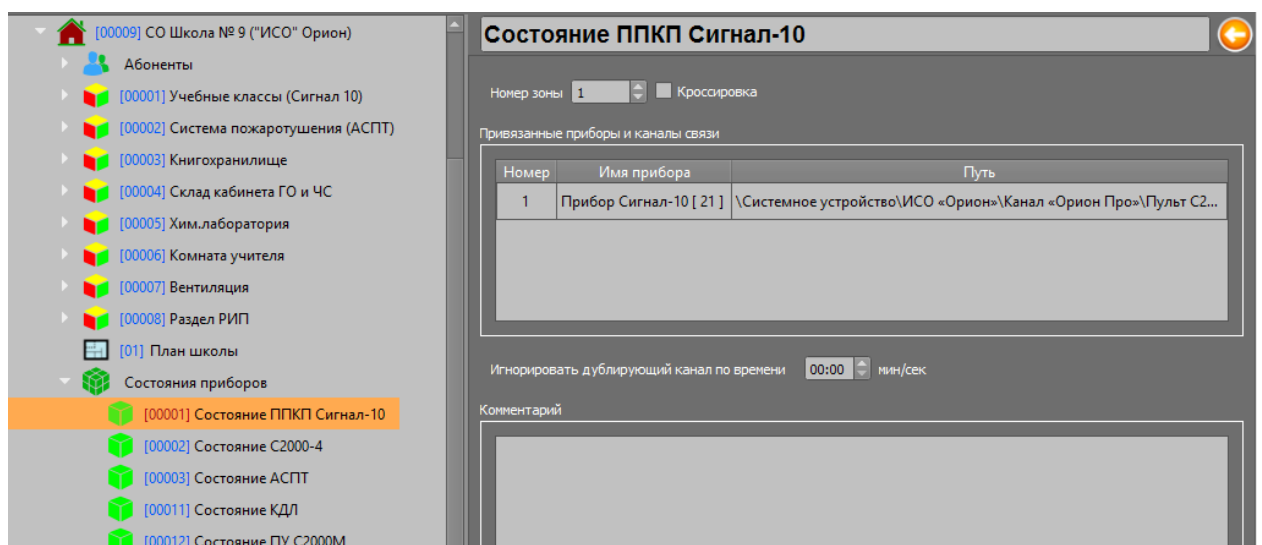 [00009] СО Школа № 9 ("ИСО" Орион)
Абоненты
[00001] Учебные классы (Сигнал 10)
[00002] Система пожаротушения (АСПТ)
[00003] Книгохранилище
[00004] Склад кабинета ГО и ЧС
[00005] Хим.лаборатория
[00006] Комната учителя
[00007] Вентиляция
[00008] Раздел РИП
[01] План школы
Состояния приборов
[00001] Состояние ППКП Сигнал-10
[00002] Состояние С2000-4
[00003] Состояние АСПТ
[00011] Состояние КДЛ
[00012] Состояние ПУ С2000М
Состояние ППКП Сигнал-10
Номер зоны 1 Кроссировка
Привязанные приборы и каналы связи
Номер Имя прибора Путь
1 Прибор Сигнал-10 [ 21 ] \Системное устройство\ИСО «Орион»\Канал «Орион Про»\Пульт С2...
Игнорировать дублирующий канал по времени 00:00 мин/сек
Комментарий